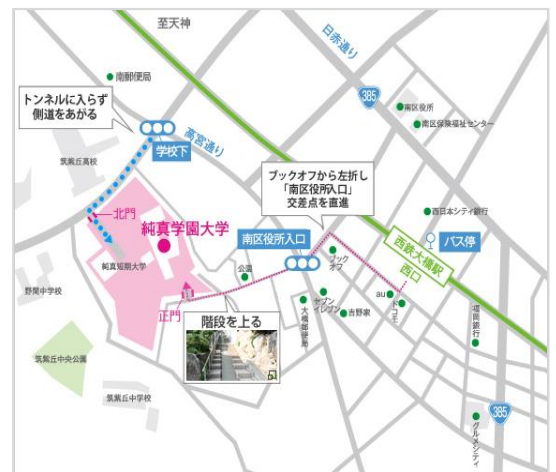 至天神
日赤通り
南郵便局
トンネルに入らず
側道をあがる
385
南区役所
南区保険福祉センター
高宮通り
学校下
筑紫丘高校
ブックオフから左折し
「南区役所入口」
交差点を直進
北門
純真学園大学
西日本シティ銀行
バス停
南区役所入口
西鉄大橋駅
西口
ブック
オフ
純真短期大学
公園
野間中学校
au
ドコモ
セブン
イレブン
吉野家
大橋郵便局
正門
階段を上る
福岡銀行
筑紫丘中央公園
筑紫丘中学校
385
グルメシティ